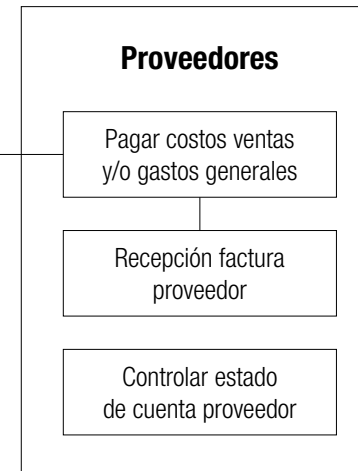 Proveedores
Pagar costos ventas
y/o gastos generales
Recepción factura
proveedor
Controlar estado
de cuenta proveedor